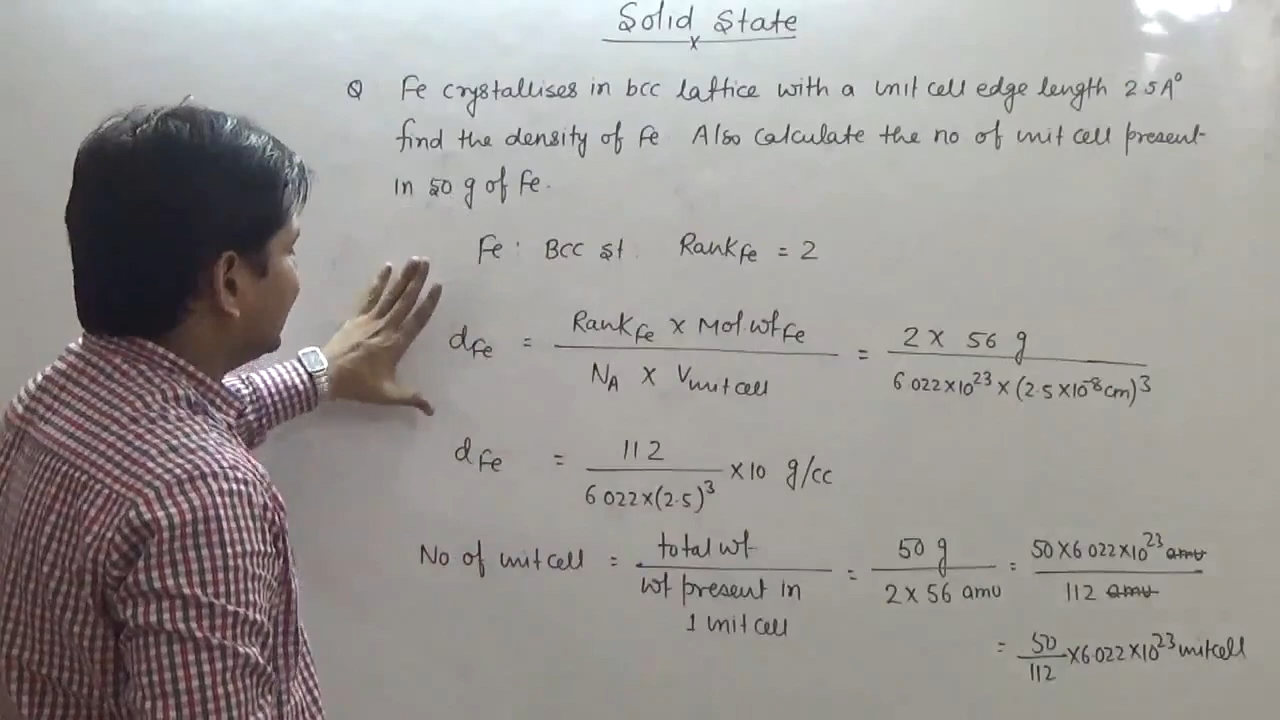 Solid State
x
Q Fe crystallises in bcc lattice with a unit cell edge length 2.5A°
find the density of Fe. Also calculate the no of unit cell present
in 50 g of Fe.
Fe : Bcc st. Rank Fe = 2
dFe = Rank Fe x Mol.wt Fe / NA x V unit cell = 2 x 56 g / 6.022x10^23 x (2.5 x10^-8 cm)^3
dFe = 112 / 6.022x(2.5)^3 x10 g/cc
No of unit cell = total wt / wt present in 1 unit cell = 50 g / 2 x 56 amu = 50 x 6.022x10^23 amu / 112 amu
= 50 / 112 x6.022x10^23 unit cell